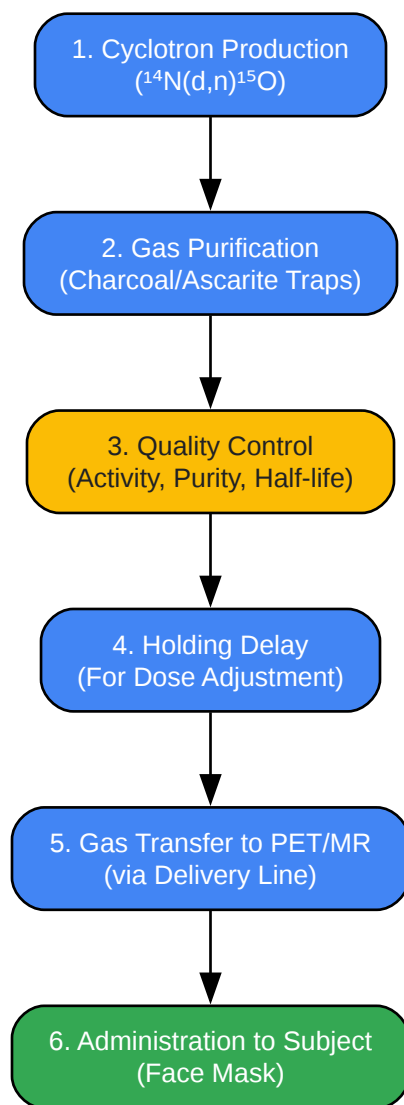 1. Cyclotron Production
(¹⁴N(d,n)¹⁵O)
2. Gas Purification
(Charcoal/Ascarite Traps)
3. Quality Control
(Activity, Purity, Half-life)
4. Holding Delay
(For Dose Adjustment)
5. Gas Transfer to PET/MR
(via Delivery Line)
6. Administration to Subject
(Face Mask)